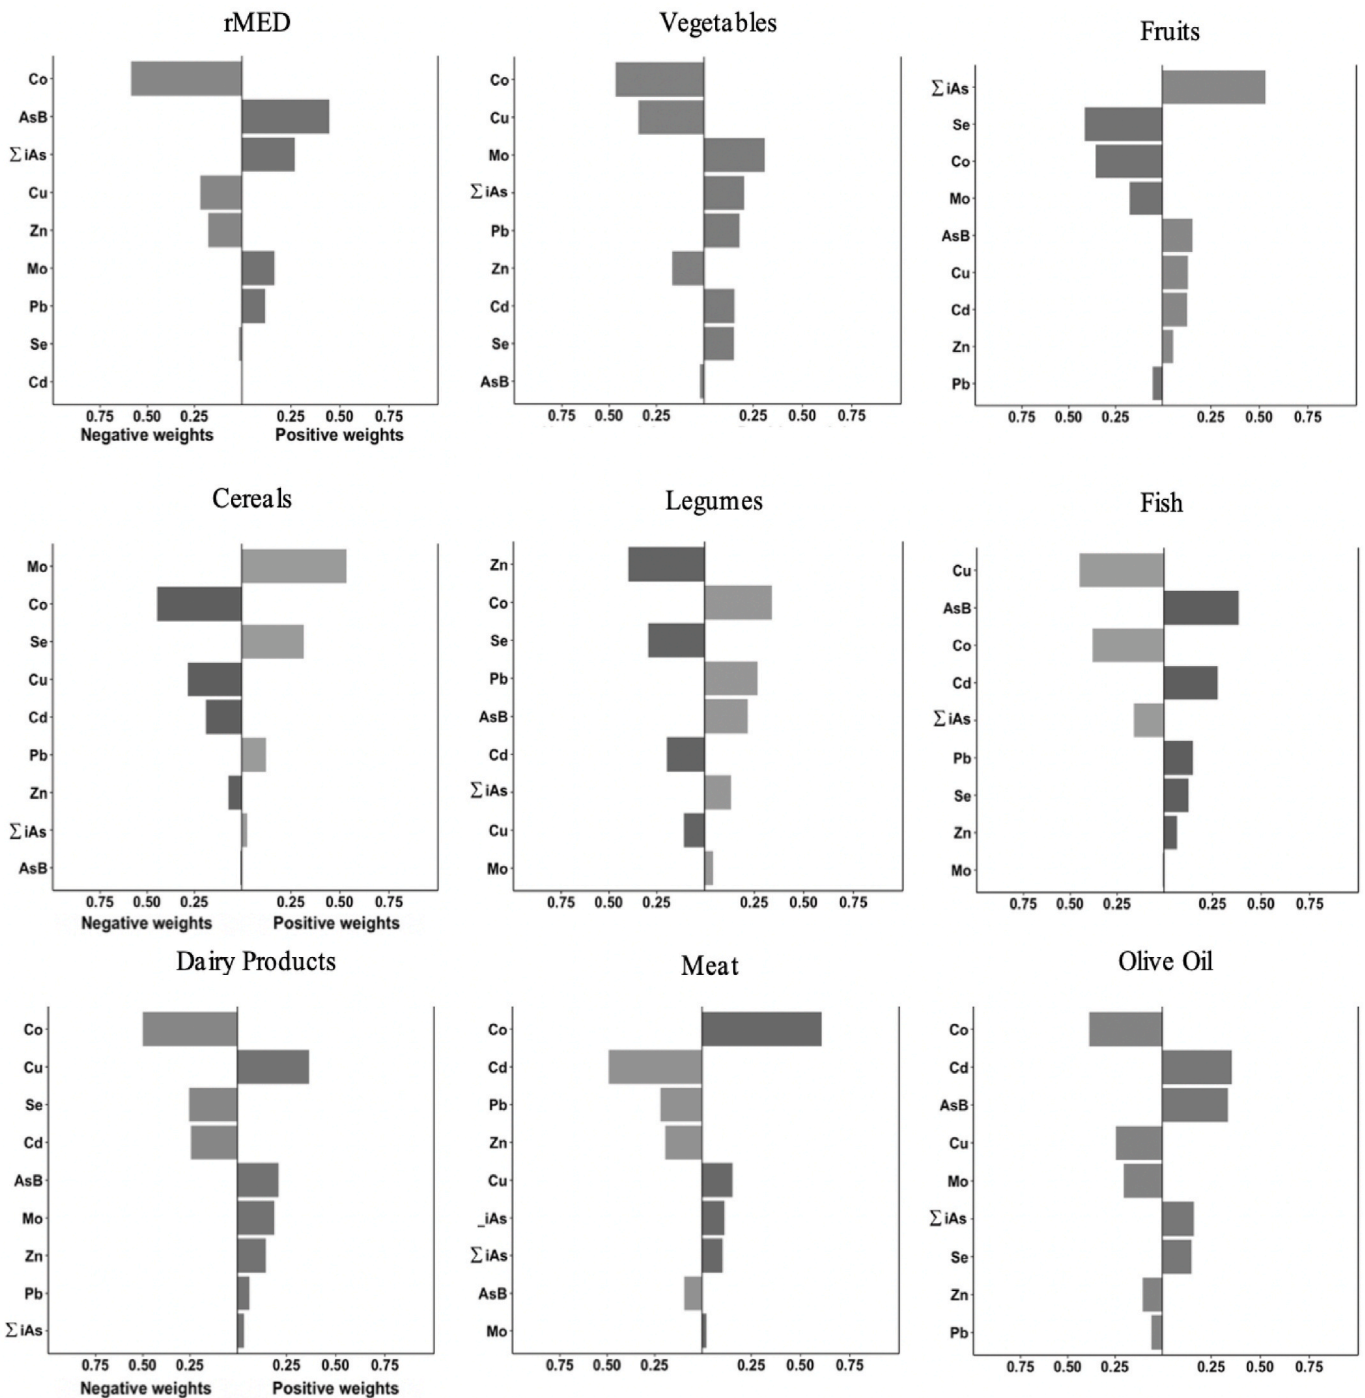 rMED
Co
AsB
∑iAs
Cu
Zn
Mo
Pb
Se
Cd
0.75 0.50 0.25 0.25 0.50 0.75
Negative weights Positive weights
Vegetables
Co
Cu
Mo
∑iAs
Pb
Zn
Cd
Se
AsB
0.75 0.50 0.25 0.25 0.50 0.75
Fruits
∑iAs
Se
Co
Mo
AsB
Cu
Cd
Zn
Pb
0.75 0.50 0.25 0.25 0.50 0.75
Cereals
Mo
Co
Se
Cu
Cd
Pb
Zn
∑iAs
AsB
0.75 0.50 0.25 0.25 0.50 0.75
Negative weights Positive weights
Legumes
Zn
Co
Se
Pb
AsB
Cd
∑iAs
Cu
Mo
0.75 0.50 0.25 0.25 0.50 0.75
Fish
Cu
AsB
Co
Cd
∑iAs
Pb
Se
Zn
Mo
0.75 0.50 0.25 0.25 0.50 0.75
Dairy Products
Co
Cu
Se
Cd
AsB
Mo
Zn
Pb
∑iAs
0.75 0.50 0.25 0.25 0.50 0.75
Negative weights Positive weights
Meat
Co
Cd
Pb
Zn
Cu
_iAs
∑iAs
AsB
Mo
0.75 0.50 0.25 0.25 0.50 0.75
Olive Oil
Co
Cd
AsB
Cu
Mo
∑iAs
Se
Zn
Pb
0.75 0.50 0.25 0.25 0.50 0.75